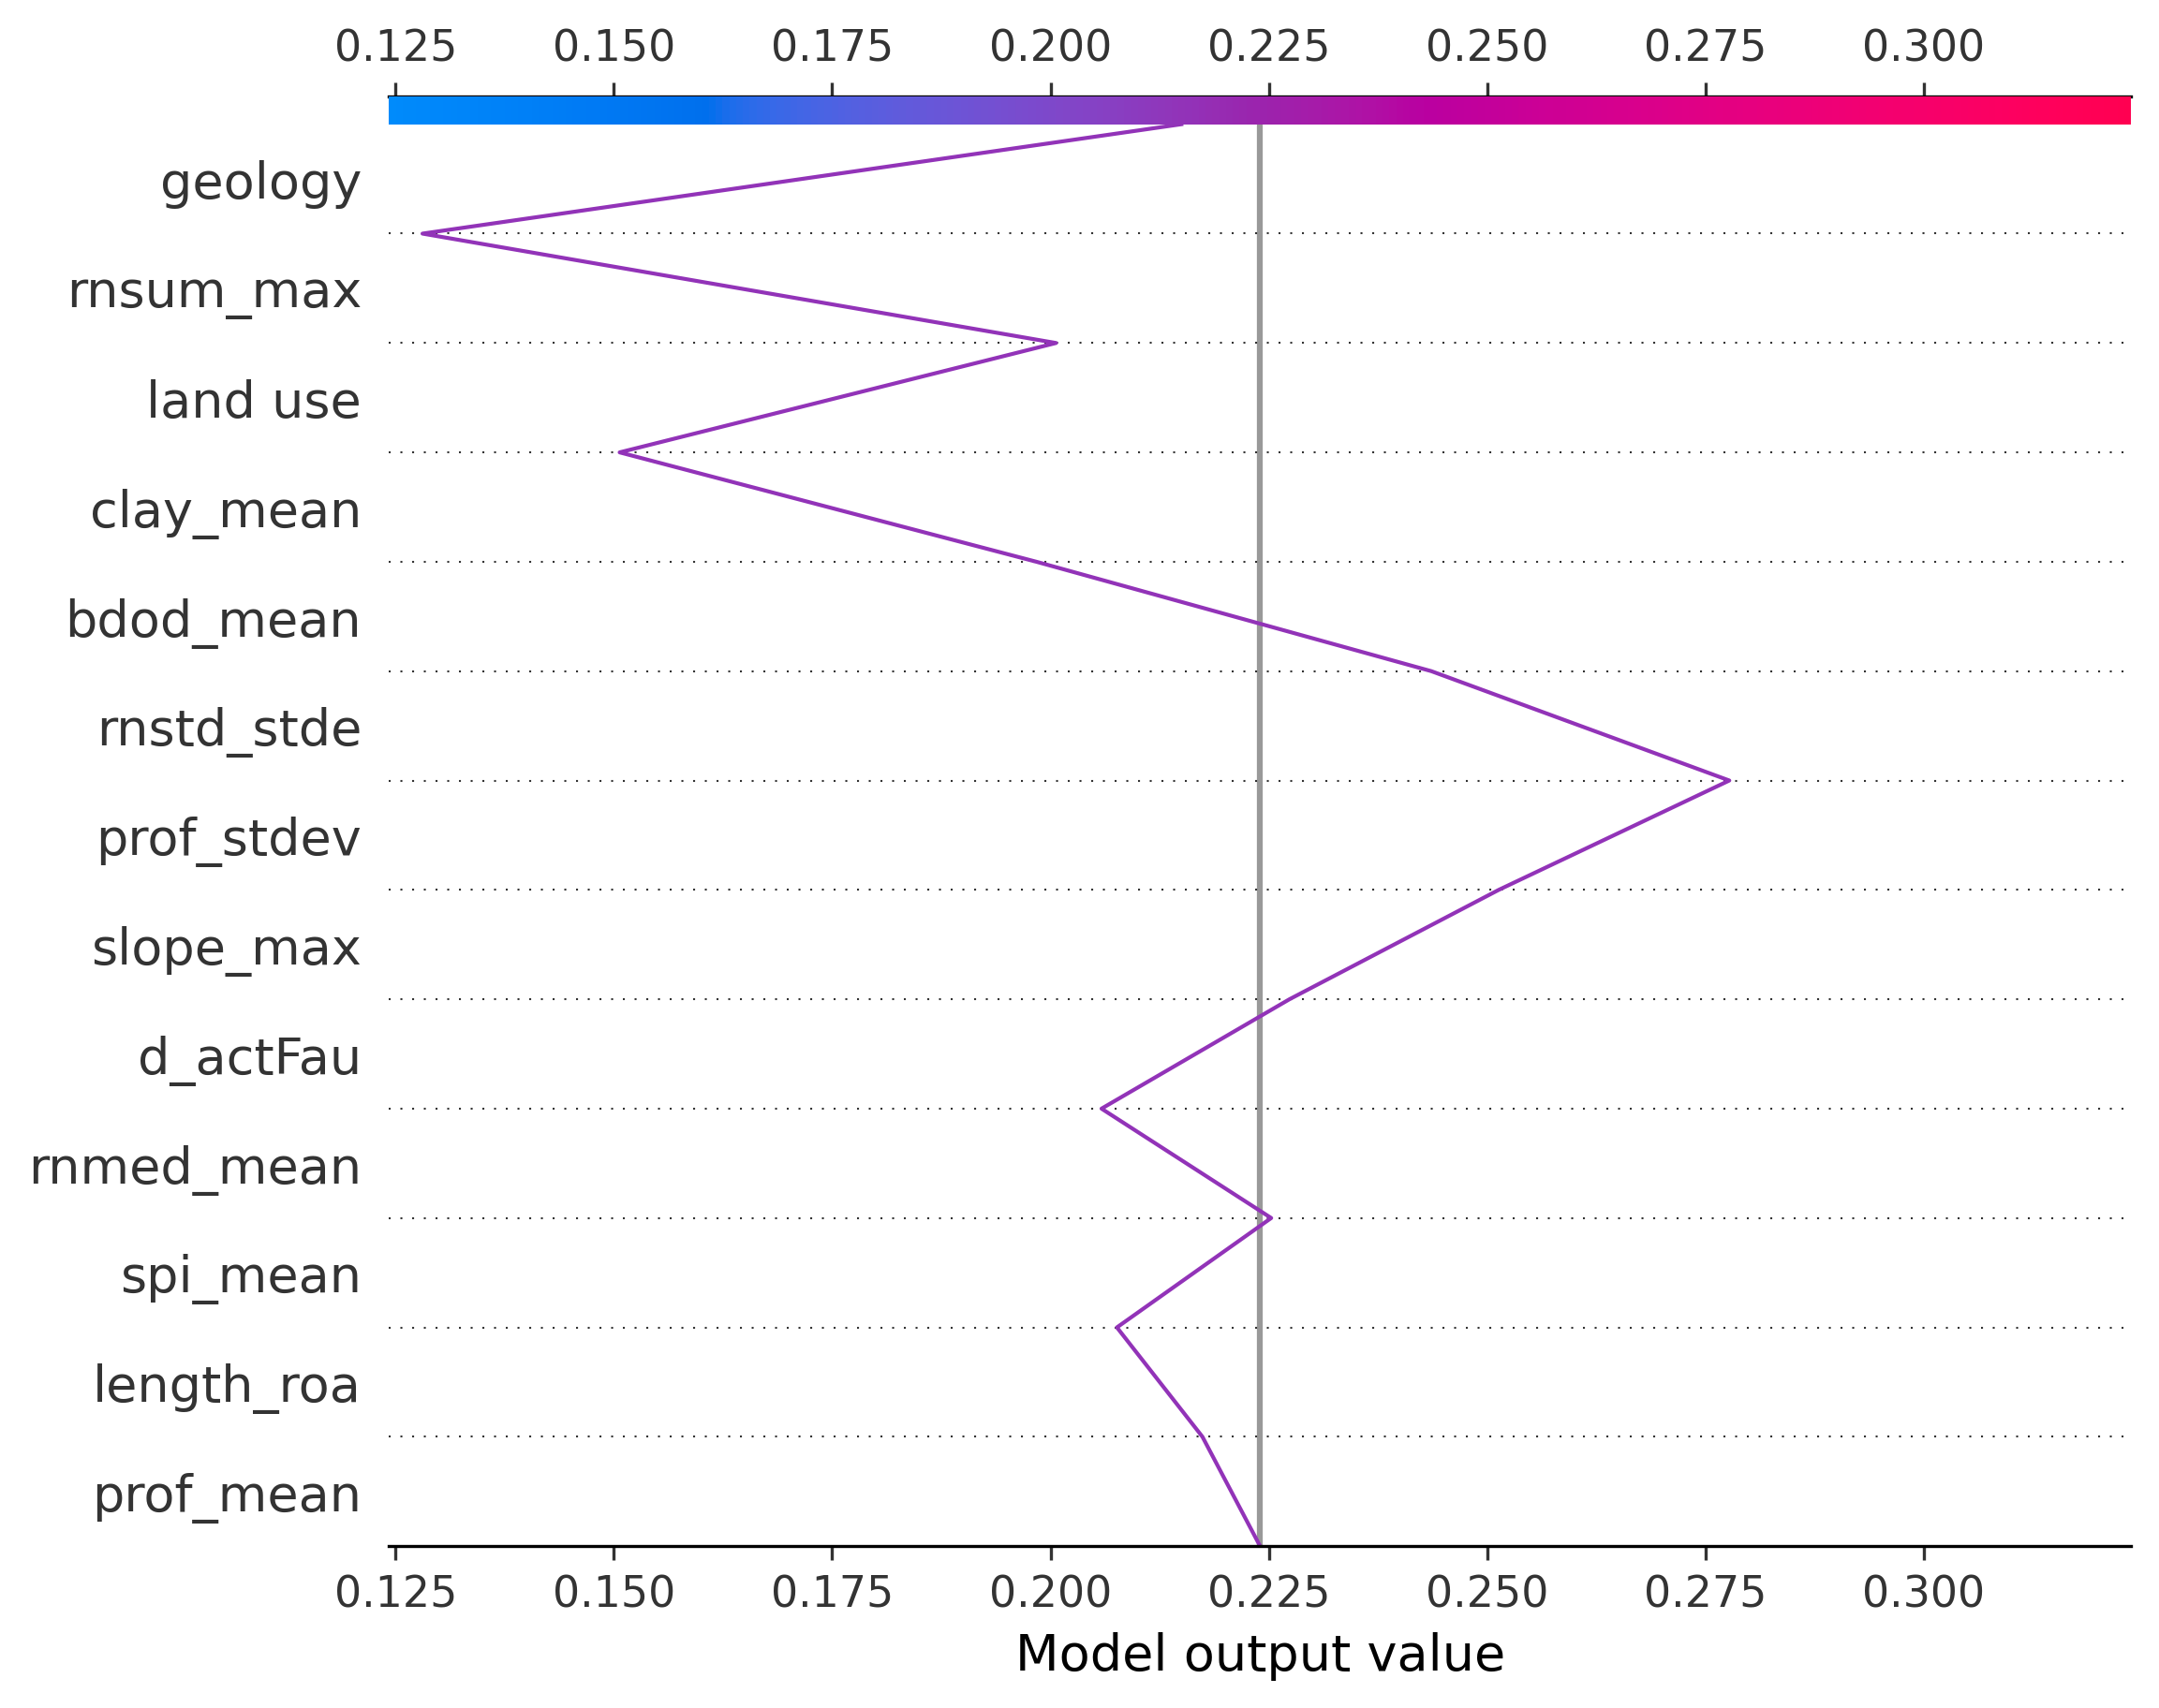 0.125 0.150 0.175 0.200 0.225 0.250 0.275 0.300
geology
rnsum_max
land use
clay_mean
bdod_mean
rnstd_stde
prof_stdev
slope_max
d_actFau
rnmed_mean
spi_mean
length_roa
prof_mean
0.125 0.150 0.175 0.200 0.225 0.250 0.275 0.300
Model output value